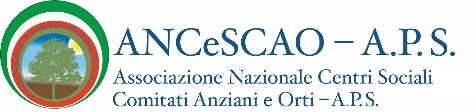 ANCeSCAO – A.P.S.
Associazione Nazionale Centri Sociali
Comitati Anziani e Orti – A.P.S.